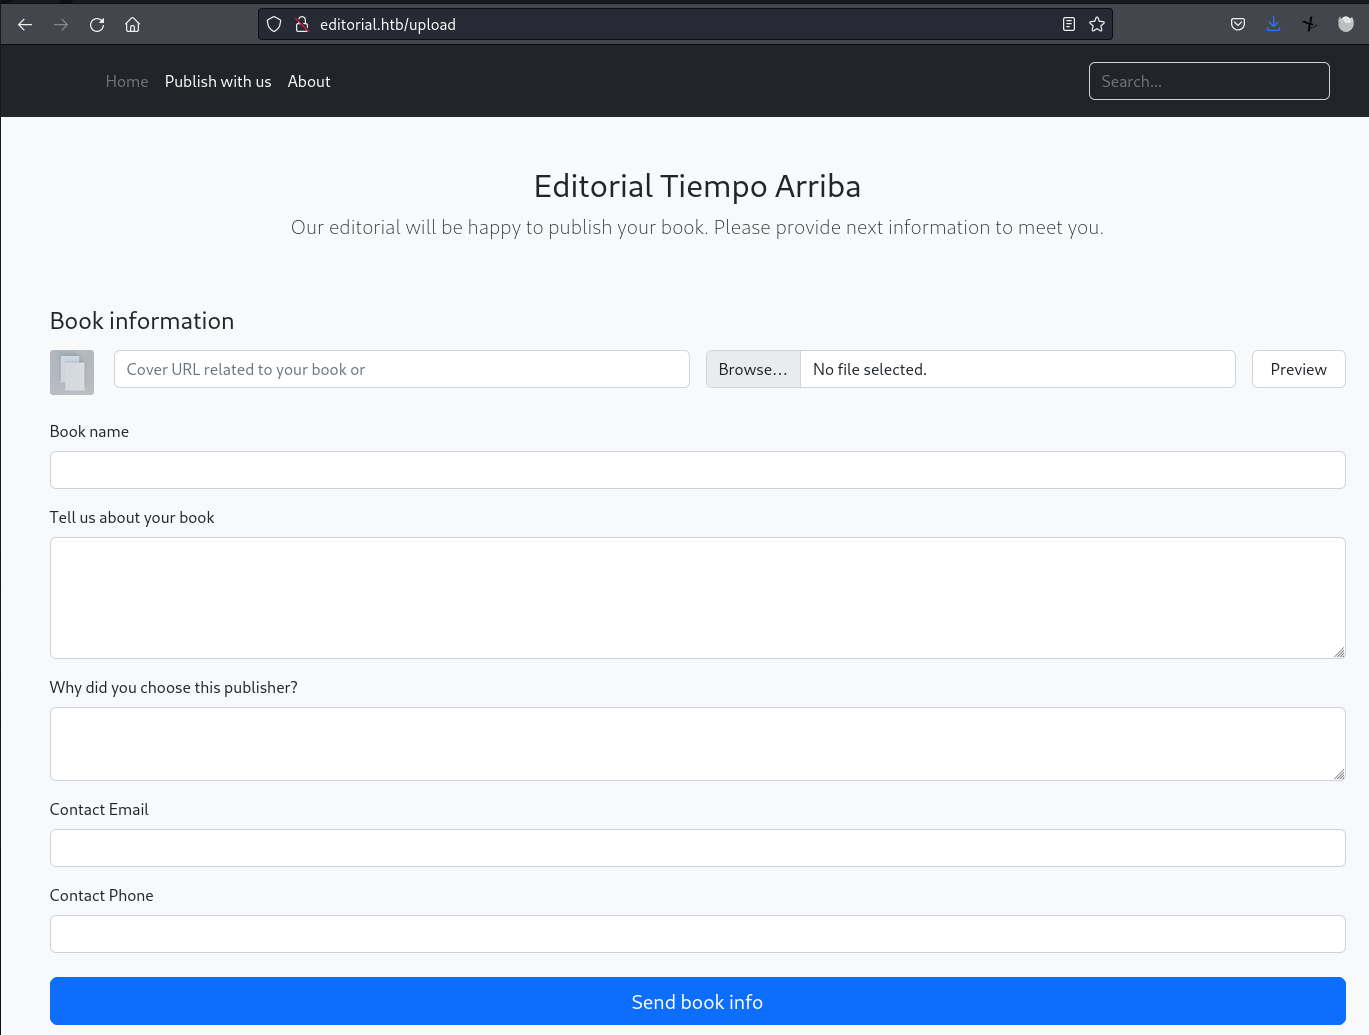 editorial.htb/upload
Home Publish with us About Search...
Editorial Tiempo Arriba
Our editorial will be happy to publish your book. Please provide next information to meet you.
Book information
Cover URL related to your book or Browse... No file selected. Preview
Book name
Tell us about your book
Why did you choose this publisher?
Contact Email
Contact Phone
Send book info